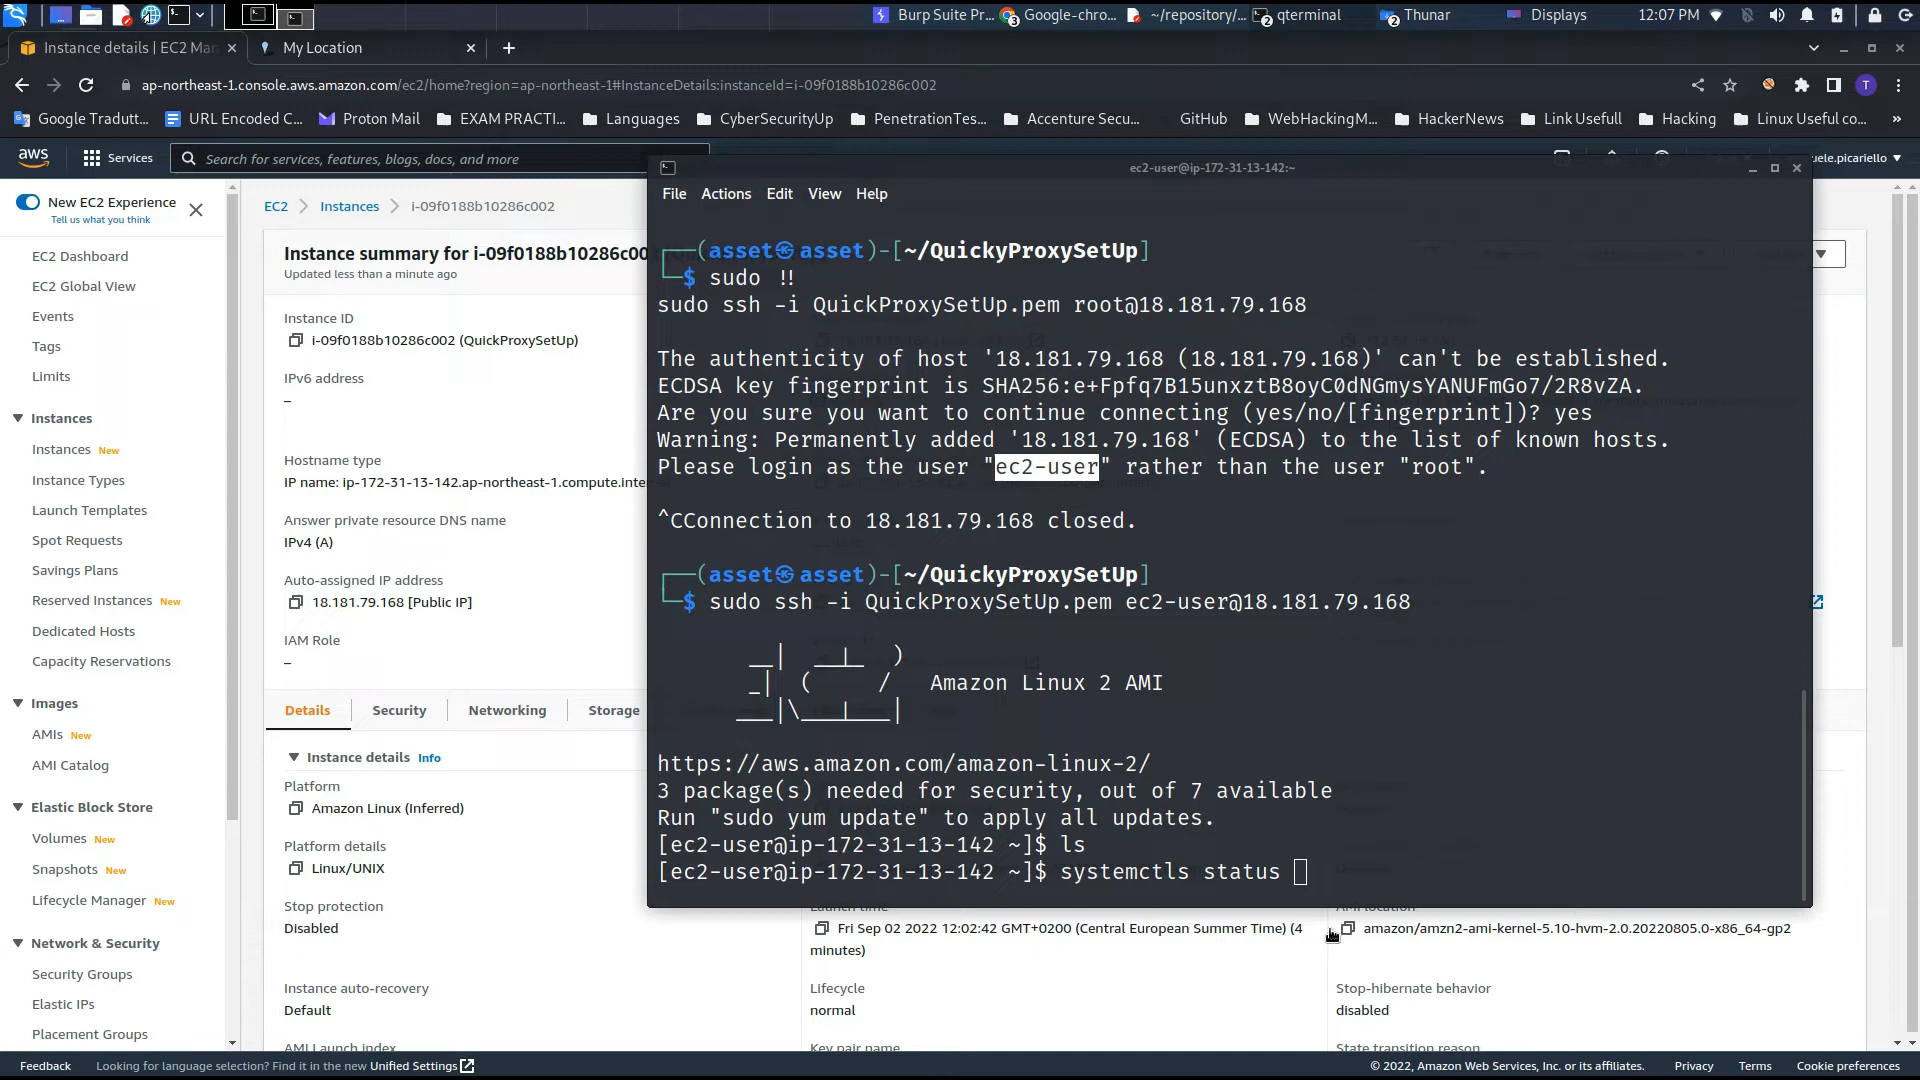 Burp Suite Pr...
Google-chro...
~/repository/...
qterminal
Thunar
Displays
12:07 PM
Instance details | EC2 Man
My Location
ap-northeast-1.console.aws.amazon.com/ec2/home?region=ap-northeast-1#InstanceDetails:instanceId=i-09f0188b10286c002
T
Google Tradutt...
URL Encoded C...
Proton Mail
EXAM PRACTI...
Languages
CyberSecurityUp
PenetrationTes...
Accenture Secu...
GitHub
WebHackingM...
HackerNews
Link Usefull
Hacking
Linux Useful co...
»
aws
Services
Search for services, features, blogs, docs, and more
uele.picariello
New EC2 Experience
Tell us what you think
EC2 Dashboard
EC2 Global View
Events
Tags
Limits
Instances
Instances New
Instance Types
Launch Templates
Spot Requests
Savings Plans
Reserved Instances New
Dedicated Hosts
Capacity Reservations
Images
AMIs New
AMI Catalog
Elastic Block Store
Volumes New
Snapshots New
Lifecycle Manager New
Network & Security
Security Groups
Elastic IPs
Placement Groups
EC2 > Instances > i-09f0188b10286c002
Instance summary for i-09f0188b10286c00
Updated less than a minute ago
Instance ID
i-09f0188b10286c002 (QuickProxySetUp)
IPv6 address
–
Hostname type
IP name: ip-172-31-13-142.ap-northeast-1.compute.inte
Answer private resource DNS name
IPv4 (A)
Auto-assigned IP address
18.181.79.168 [Public IP]
IAM Role
–
Details
Security
Networking
Storage
Instance details Info
Platform
Amazon Linux (Inferred)
Platform details
Linux/UNIX
Stop protection
Disabled
Instance auto-recovery
Default
AMI Launch index
Launch time
Fri Sep 02 2022 12:02:42 GMT+0200 (Central European Summer Time) (4
minutes)
Lifecycle
normal
Key pair name
AMI location
amazon/amzn2-ami-kernel-5.10-hvm-2.0.20220805.0-x86_64-gp2
Stop-hibernate behavior
disabled
State transition reason
ec2-user@ip-172-31-13-142:~
File Actions Edit View Help
┌──(asset㉿asset)-[~/QuickyProxySetUp]
└─$ sudo !!
sudo ssh -i QuickProxySetUp.pem root@18.181.79.168
The authenticity of host '18.181.79.168 (18.181.79.168)' can't be established.
ECDSA key fingerprint is SHA256:e+Fpfq7B15unxztB8oyC0dNGmysYANUFmGo7/2R8vZA.
Are you sure you want to continue connecting (yes/no/[fingerprint])? yes
Warning: Permanently added '18.181.79.168' (ECDSA) to the list of known hosts.
Please login as the user "ec2-user" rather than the user "root".
^CConnection to 18.181.79.168 closed.
┌──(asset㉿asset)-[~/QuickyProxySetUp]
└─$ sudo ssh -i QuickProxySetUp.pem ec2-user@18.181.79.168
__|  __|_  )
_|  (     /   Amazon Linux 2 AMI
___|\___|___|
https://aws.amazon.com/amazon-linux-2/
3 package(s) needed for security, out of 7 available
Run "sudo yum update" to apply all updates.
[ec2-user@ip-172-31-13-142 ~]$ ls
[ec2-user@ip-172-31-13-142 ~]$ systemctls status
Feedback
Looking for language selection? Find it in the new Unified Settings
© 2022, Amazon Web Services, Inc. or its affiliates.
Privacy
Terms
Cookie preferences